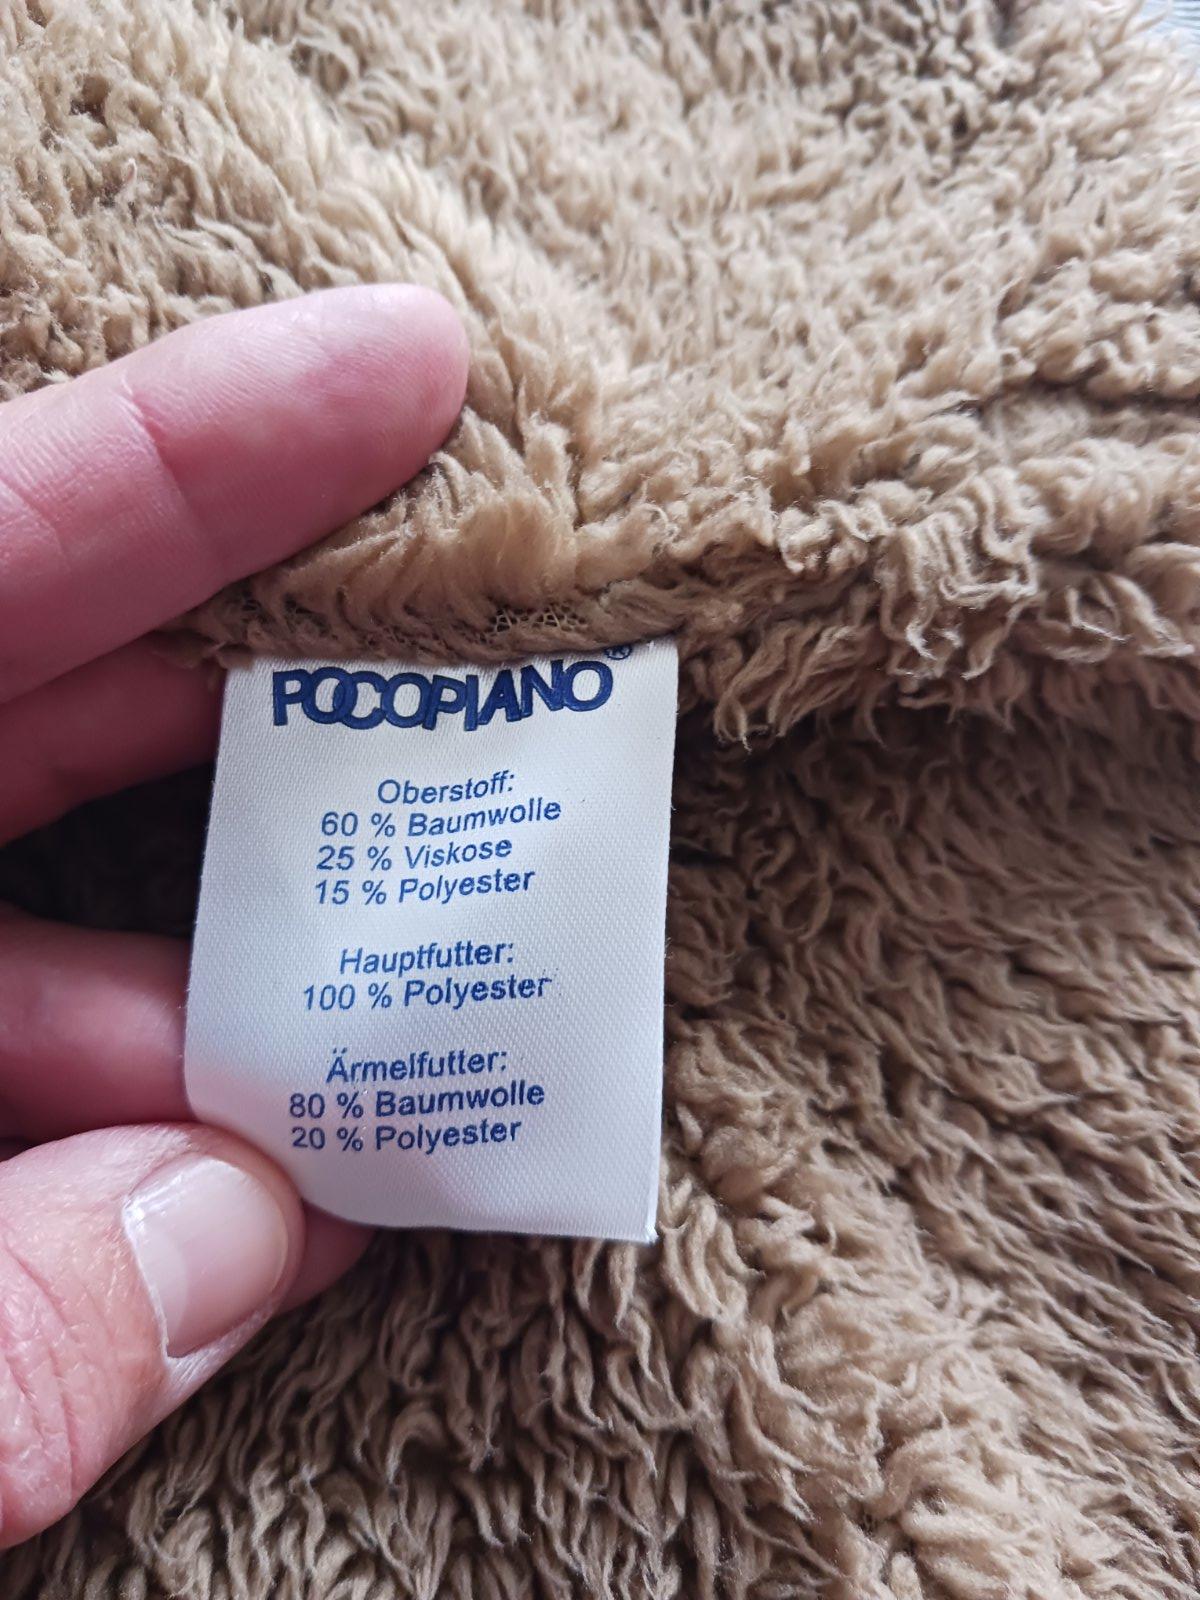 POCOPIANO®
Oberstoff:
60 % Baumwolle
25 % Viskose
15 % Polyester
Hauptfutter:
100 % Polyester
Ärmelfutter:
80 % Baumwolle
20 % Polyester